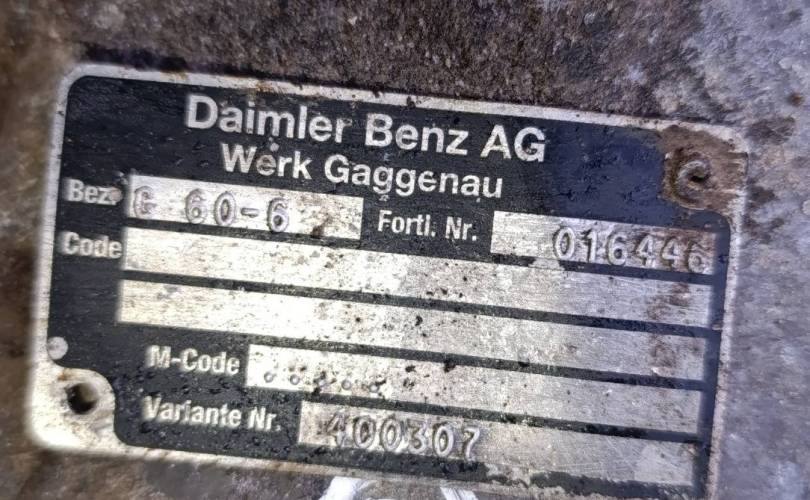 Daimler Benz AG
Werk Gaggenau
Bez. G 60-6 Fortl. Nr. 016446
Code
M-Code .....
Variante Nr. 400307